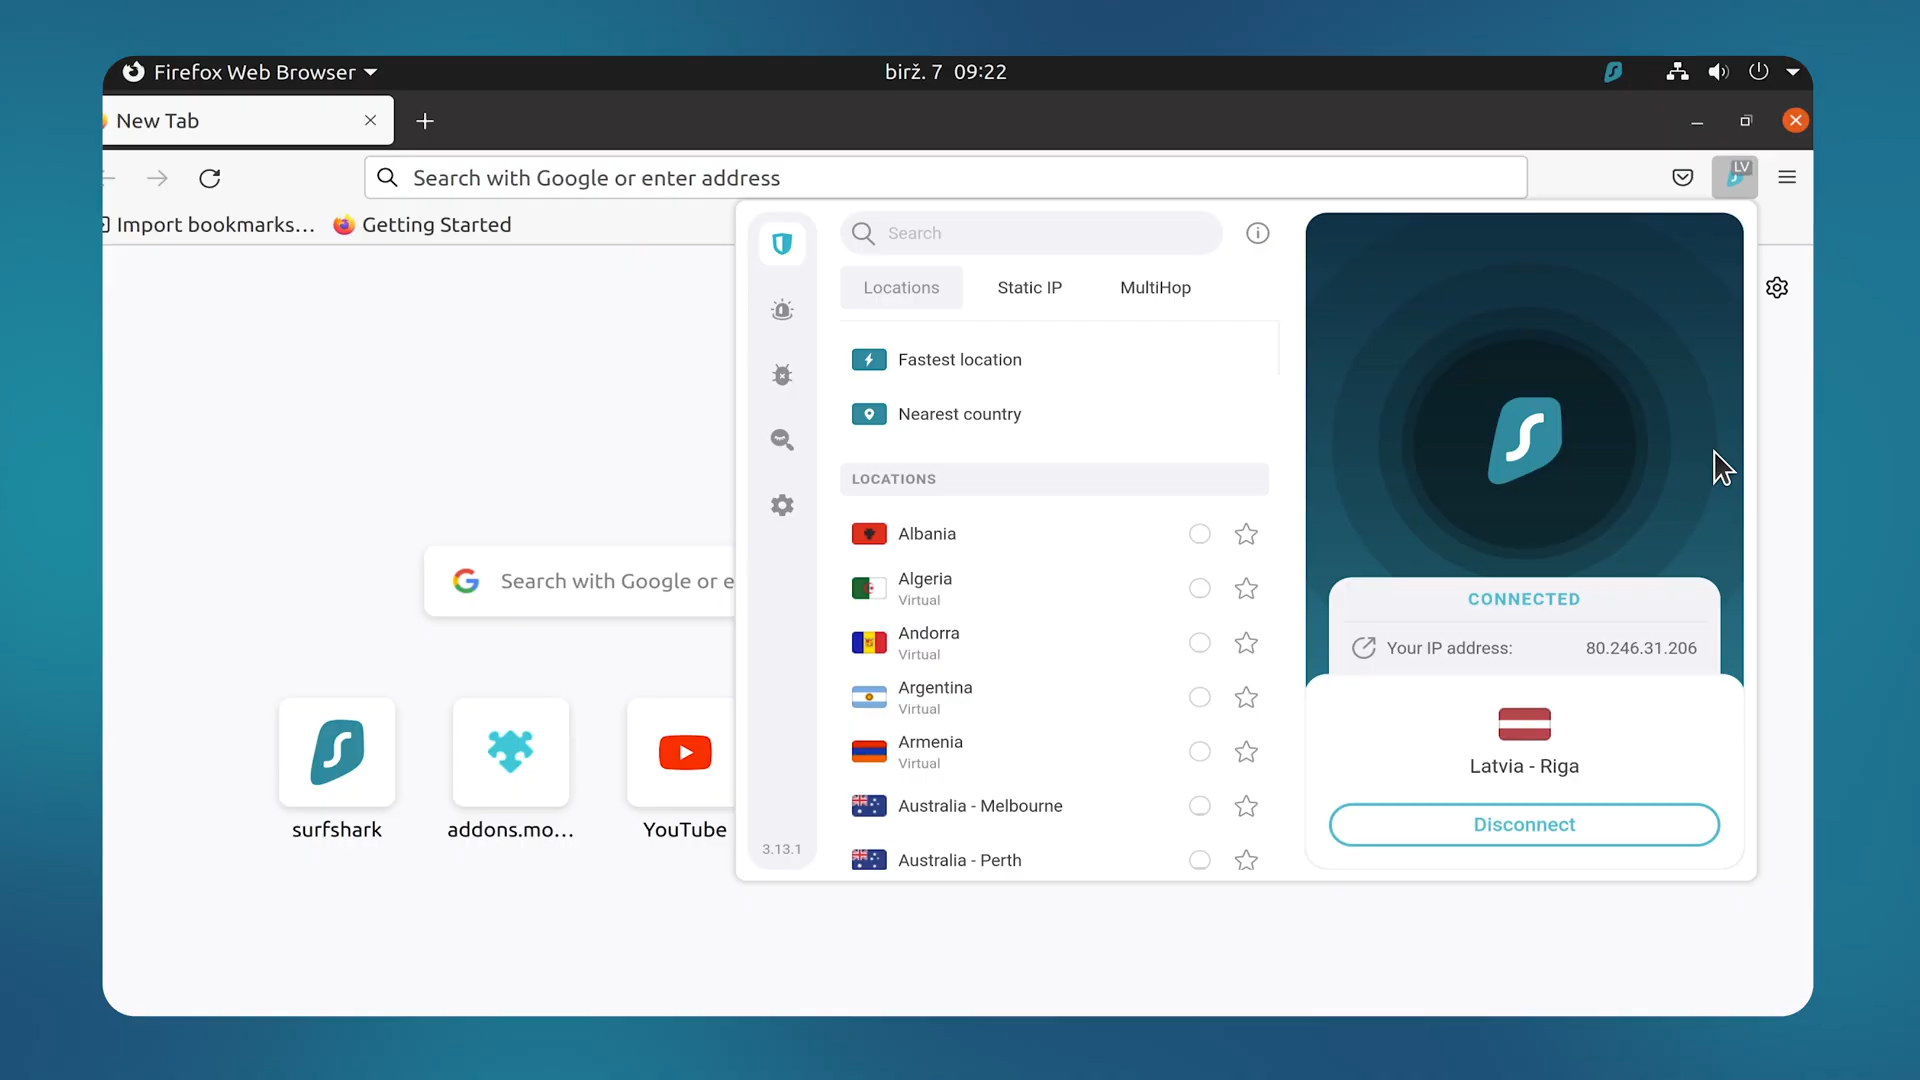 Firefox Web Browser
birž. 7 09:22
New Tab
Search with Google or enter address
LV
Import bookmarks...
Getting Started
Search
Locations
Static IP
MultiHop
Fastest location
Nearest country
LOCATIONS
Albania
Algeria
Virtual
Andorra
Virtual
Argentina
Virtual
Armenia
Virtual
Australia - Melbourne
Australia - Perth
3.13.1
CONNECTED
Your IP address: 80.246.31.206
Latvia - Riga
Disconnect
Search with Google or e
surfshark
addons.mo...
YouTube